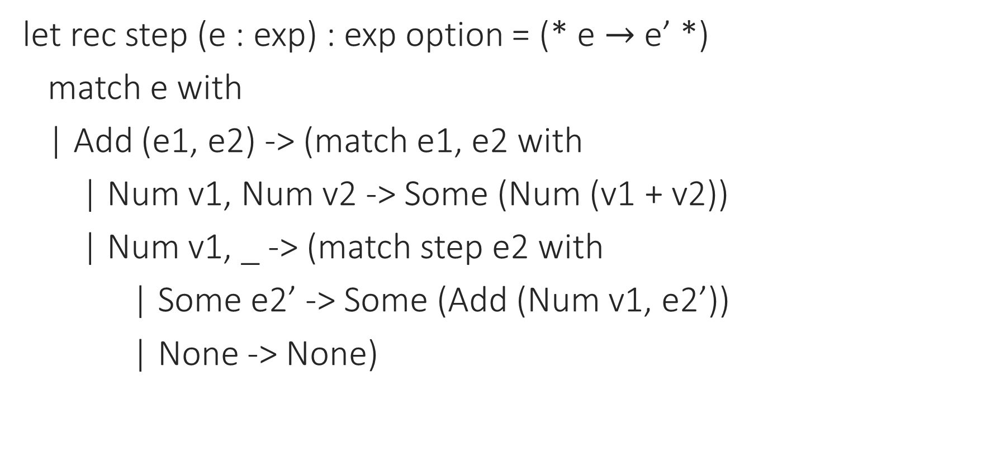 let rec step (e : exp) : exp option = (* e → e’ *)
match e with
| Add (e1, e2) -> (match e1, e2 with
| Num v1, Num v2 -> Some (Num (v1 + v2))
| Num v1, _ -> (match step e2 with
| Some e2’ -> Some (Add (Num v1, e2’))
| None -> None)